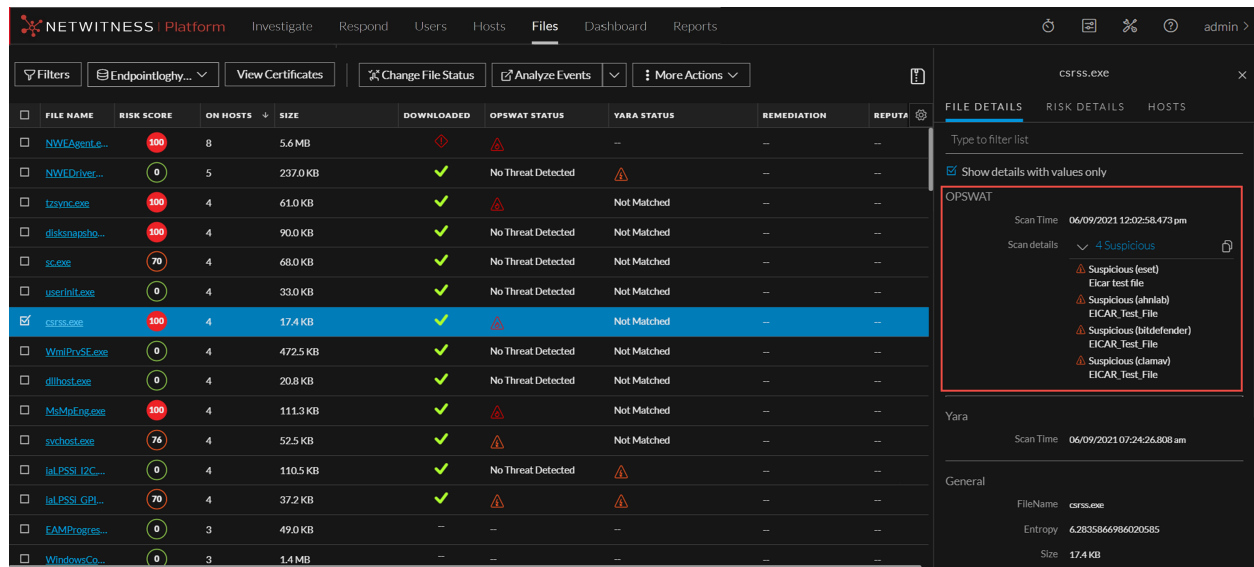 NETWITNESS | Platform Investigate Respond Users Hosts Files Dashboard Reports admin >
Filters Endpointloghy... View Certificates Change File Status Analyze Events More Actions
FILE NAME RISK SCORE ON HOSTS SIZE DOWNLOADED OPSWAT STATUS YARA STATUS REMEDIATION REPUTA
NWEAgent.e... 100 8 5.6 MB -- -- --
NWEDriver... 0 5 237.0 KB No Threat Detected -- --
tzsync.exe 100 4 61.0 KB Not Matched -- --
disksnapsho... 100 4 90.0 KB No Threat Detected Not Matched -- --
sc.exe 70 4 68.0 KB No Threat Detected Not Matched -- --
userinit.exe 0 4 33.0 KB No Threat Detected Not Matched -- --
csrss.exe 100 4 17.4 KB Not Matched -- --
WmiPrvSE.exe 0 4 472.5 KB No Threat Detected Not Matched -- --
dllhost.exe 0 4 20.8 KB No Threat Detected Not Matched -- --
MsMpEng.exe 100 4 111.3 KB Not Matched -- --
svchost.exe 76 4 52.5 KB Not Matched -- --
iaLPSSi_I2C.... 0 4 110.5 KB No Threat Detected -- --
iaLPSSi_GPI... 70 4 37.2 KB -- --
EAMProgres... 0 3 49.0 KB -- -- -- -- --
WindowsCo... 0 3 1.4 MB -- -- -- -- --
csrss.exe
FILE DETAILS RISK DETAILS HOSTS
Type to filter list
Show details with values only
OPSWAT
Scan Time 06/09/2021 12:02:58.473 pm
Scan details 4 Suspicious
Suspicious (eset)
Eicar test file
Suspicious (ahnlab)
EICAR_Test_File
Suspicious (bitdefender)
EICAR_Test_File
Suspicious (clamav)
EICAR_Test_File
Yara
Scan Time 06/09/2021 07:24:26.808 am
General
FileName csrss.exe
Entropy 6.2835866986020585
Size 17.4 KB